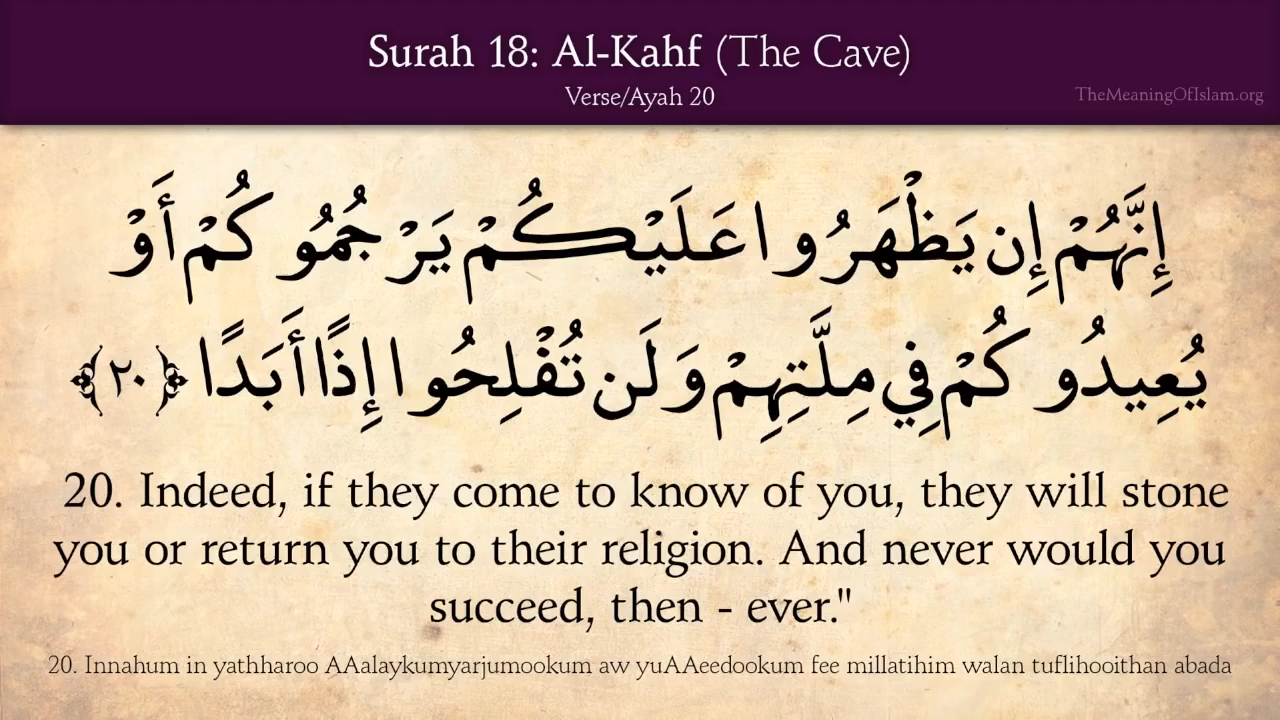 Surah 18: Al-Kahf (The Cave)
Verse/Ayah 20
TheMeaningOfIslam.org
إِنَّهُمْ إِن يَظْهَرُوا عَلَيْكُمْ يَرْجُمُوكُمْ أَوْ
يُعِيدُوكُمْ فِي مِلَّتِهِمْ وَلَن تُفْلِحُوا إِذًا أَبَدًا ﴿٢٠﴾
20. Indeed, if they come to know of you, they will stone
you or return you to their religion. And never would you
succeed, then - ever."
20. Innahum in yathharoo AAalaykumyarjumookum aw yuAAeedookum fee millatihim walan tuflihooithan abada